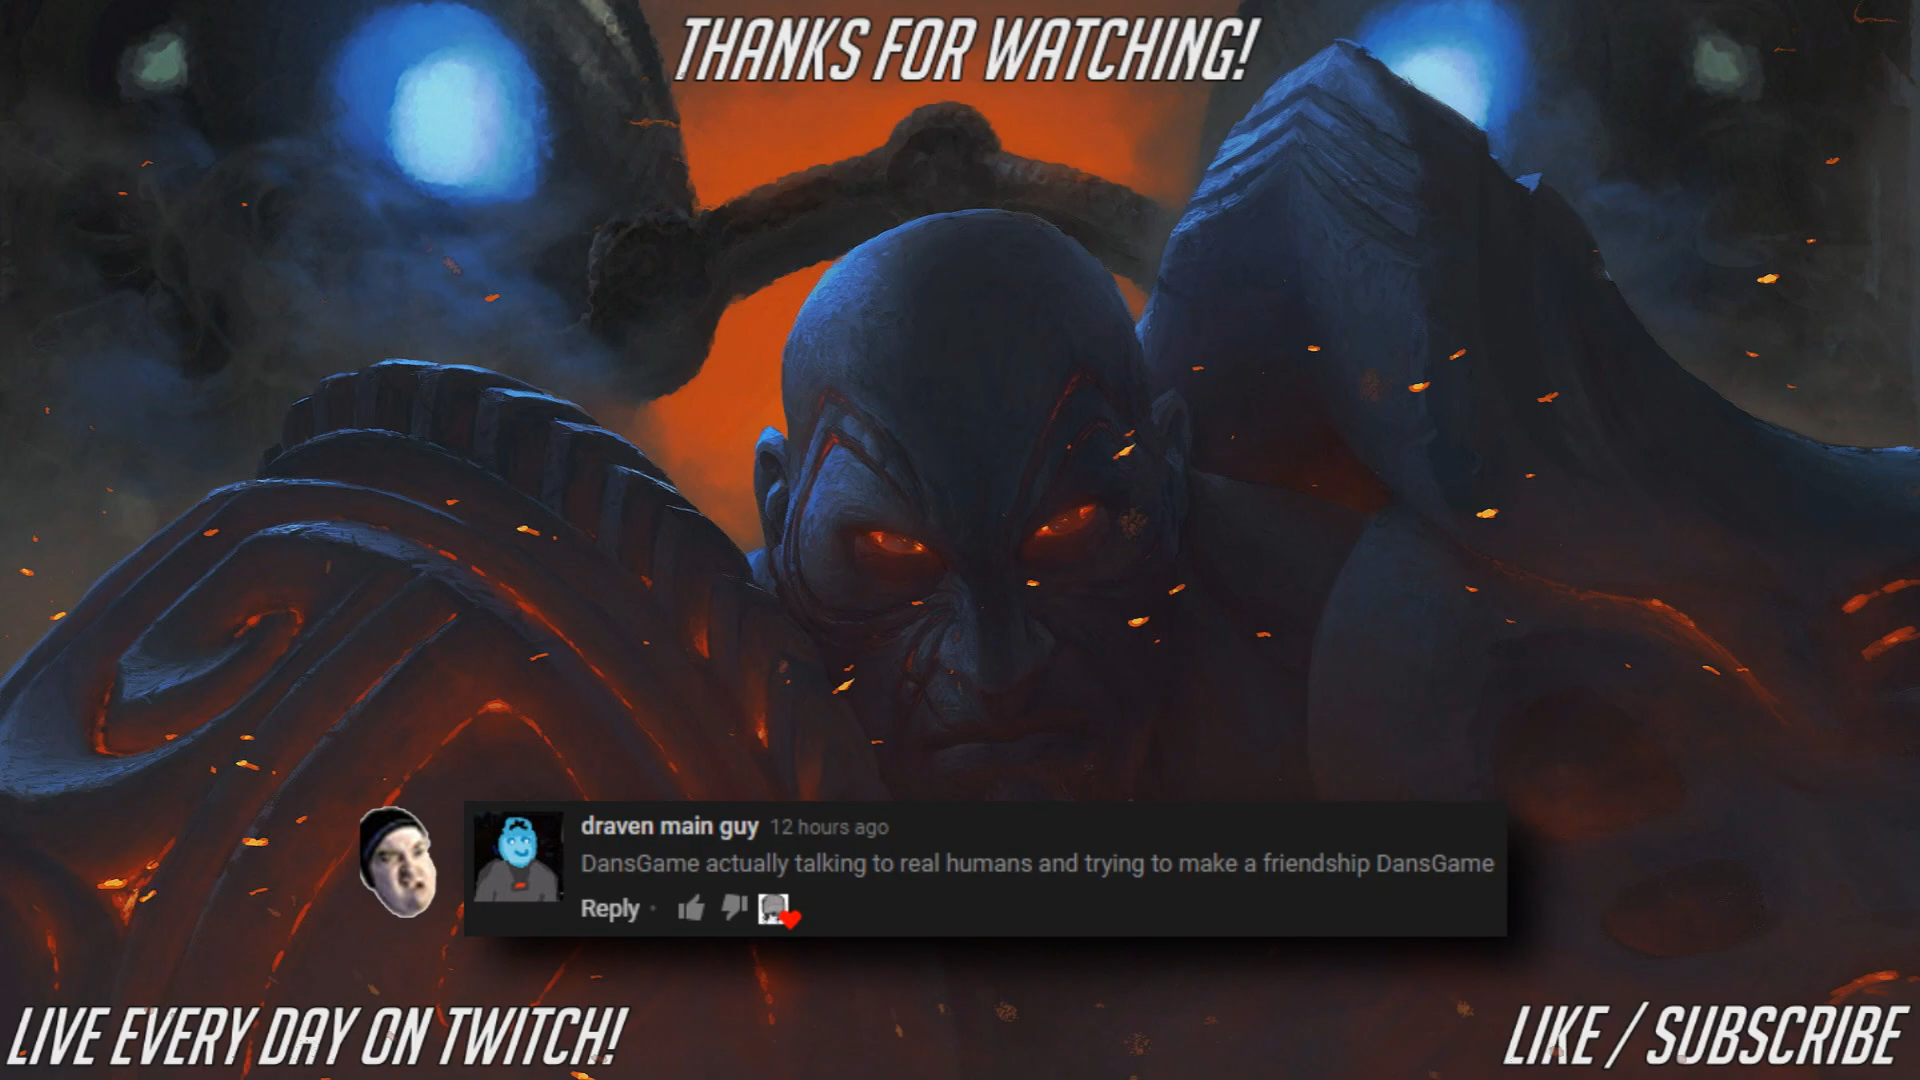 THANKS FOR WATCHING!
draven main guy 12 hours ago
DansGame actually talking to real humans and trying to make a friendship DansGame
Reply
LIVE EVERY DAY ON TWITCH!
LIKE / SUBSCRIBE